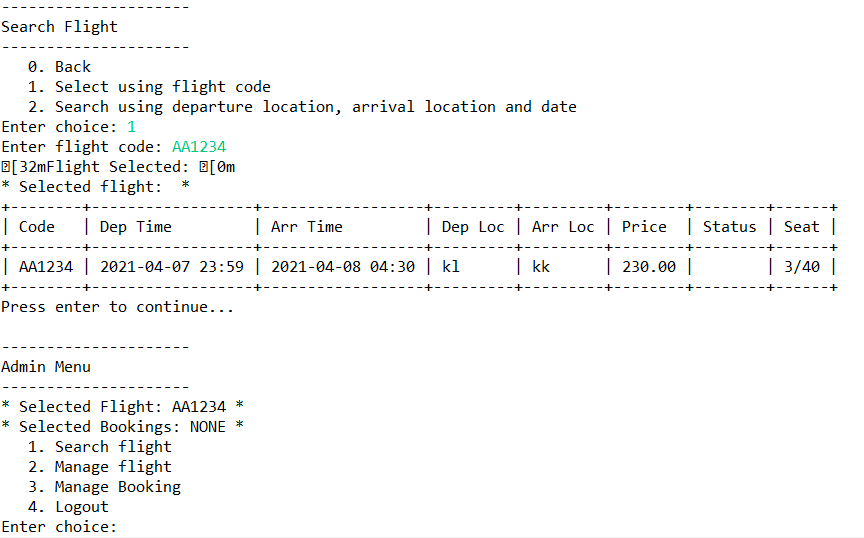 ---------------------
Search Flight
---------------------
   0. Back
   1. Select using flight code
   2. Search using departure location, arrival location and date
Enter choice: 1
Enter flight code: AA1234
[32mFlight Selected: [0m
* Selected flight:  *
+--------+------------------+------------------+---------+---------+--------+--------+------+
| Code   | Dep Time         | Arr Time         | Dep Loc | Arr Loc | Price  | Status | Seat |
+--------+------------------+------------------+---------+---------+--------+--------+------+
| AA1234 | 2021-04-07 23:59 | 2021-04-08 04:30 | kl      | kk      | 230.00 |        | 3/40 |
+--------+------------------+------------------+---------+---------+--------+--------+------+
Press enter to continue...

---------------------
Admin Menu
---------------------
* Selected Flight: AA1234 *
* Selected Bookings: NONE *
   1. Search flight
   2. Manage flight
   3. Manage Booking
   4. Logout
Enter choice: